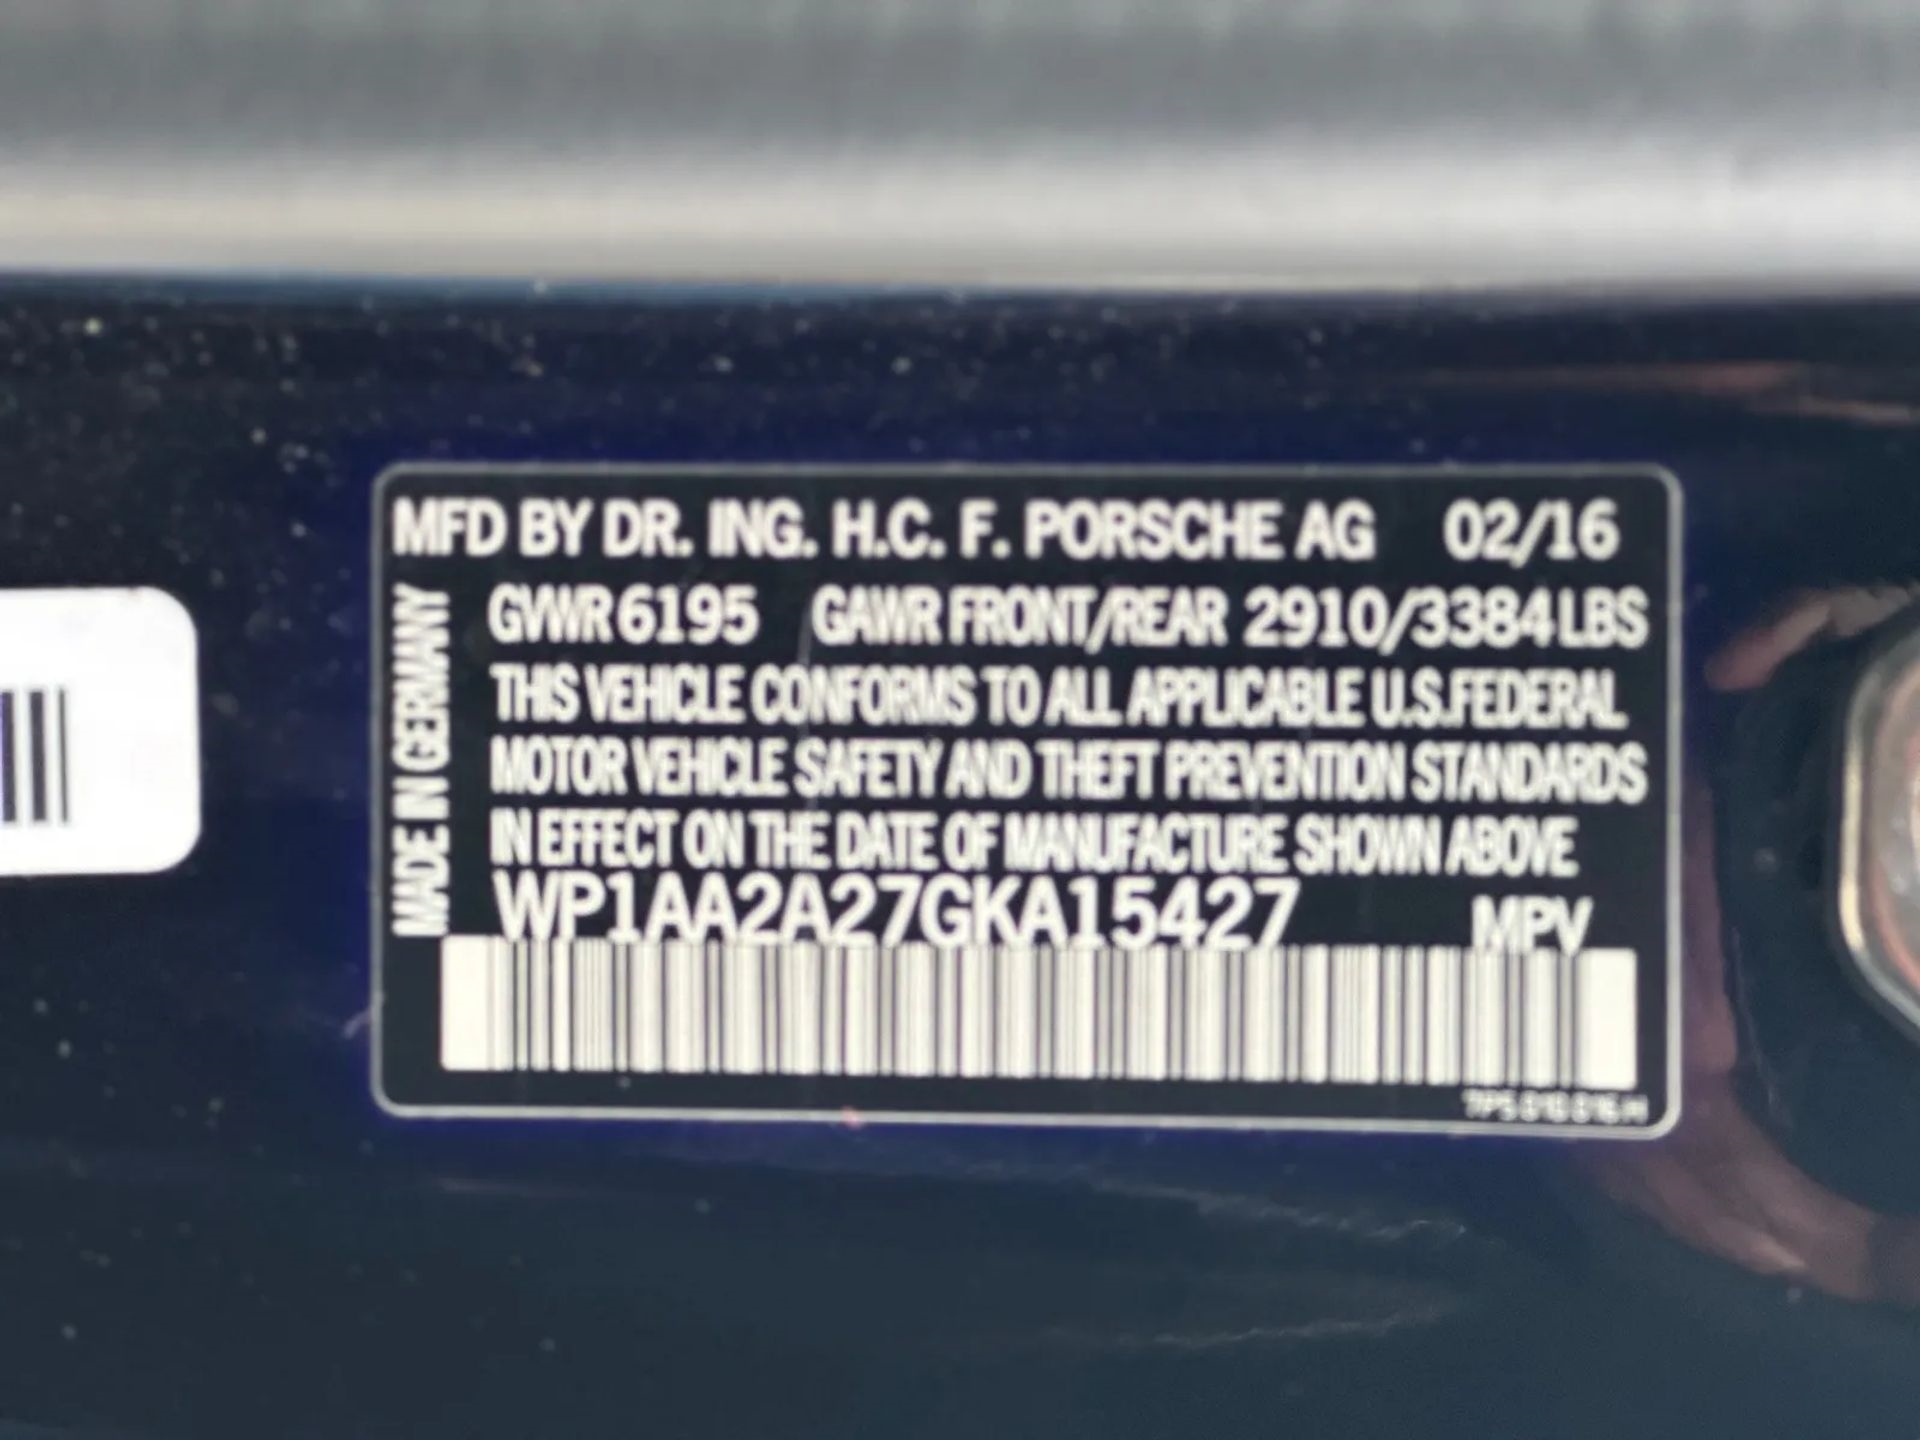 MFD BY DR. ING. H.C. F. PORSCHE AG 02/16
GVWR 6195 GAWR FRONT/REAR 2910/3384 LBS
THIS VEHICLE CONFORMS TO ALL APPLICABLE U.S.FEDERAL
MOTOR VEHICLE SAFETY AND THEFT PREVENTION STANDARDS
IN EFFECT ON THE DATE OF MANUFACTURE SHOWN ABOVE
WP1AA2A27GKA15427 MPV
MADE IN GERMANY